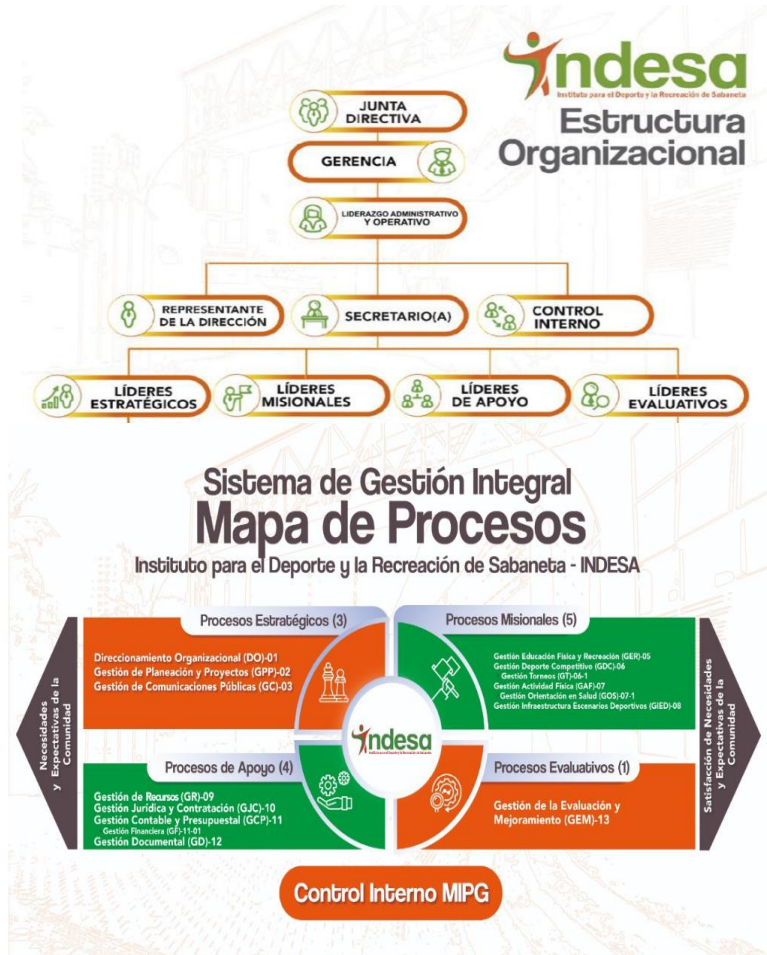 indesa
Instituto para el Deporte y la Recreación de Sabaneta
Estructura
Organizacional
JUNTA
DIRECTIVA
GERENCIA
LIDERAZGO ADMINISTRATIVO
Y OPERATIVO
REPRESENTANTE
DE LA DIRECCIÓN
SECRETARIO(A)
CONTROL
INTERNO
LÍDERES
ESTRATÉGICOS
LÍDERES
MISIONALES
LÍDERES
DE APOYO
LÍDERES
EVALUATIVOS
Sistema de Gestión Integral
Mapa de Procesos
Instituto para el Deporte y la Recreación de Sabaneta - INDESA
Necesidades
y Expectativas de la
Comunidad
Procesos Estratégicos (3)
Direccionamiento Organizacional (DO)-01
Gestión de Planeación y Proyectos (GPP)-02
Gestión de Comunicaciones Públicas (GC)-03
Procesos Misionales (5)
Gestión Educación Física y Recreación (GER)-05
Gestión Deporte Competitivo (GDC)-06
Gestión Torneos (GT)-06-1
Gestión Actividad Física (GAF)-07
Gestión Orientación en Salud (GOS)-07-1
Gestión Infraestructura Escenarios Deportivos (GIED)-08
indesa
Procesos de Apoyo (4)
Gestión de Recursos (GR)-09
Gestión Jurídica y Contratación (GJC)-10
Gestión Contable y Presupuestal (GCP)-11
Gestión Financiera (GF)-11-01
Gestión Documental (GD)-12
Procesos Evaluativos (1)
Gestión de la Evaluación y
Mejoramiento (GEM)-13
Satisfacción de Necesidades
y Expectativas de la
Comunidad
Control Interno MIPG